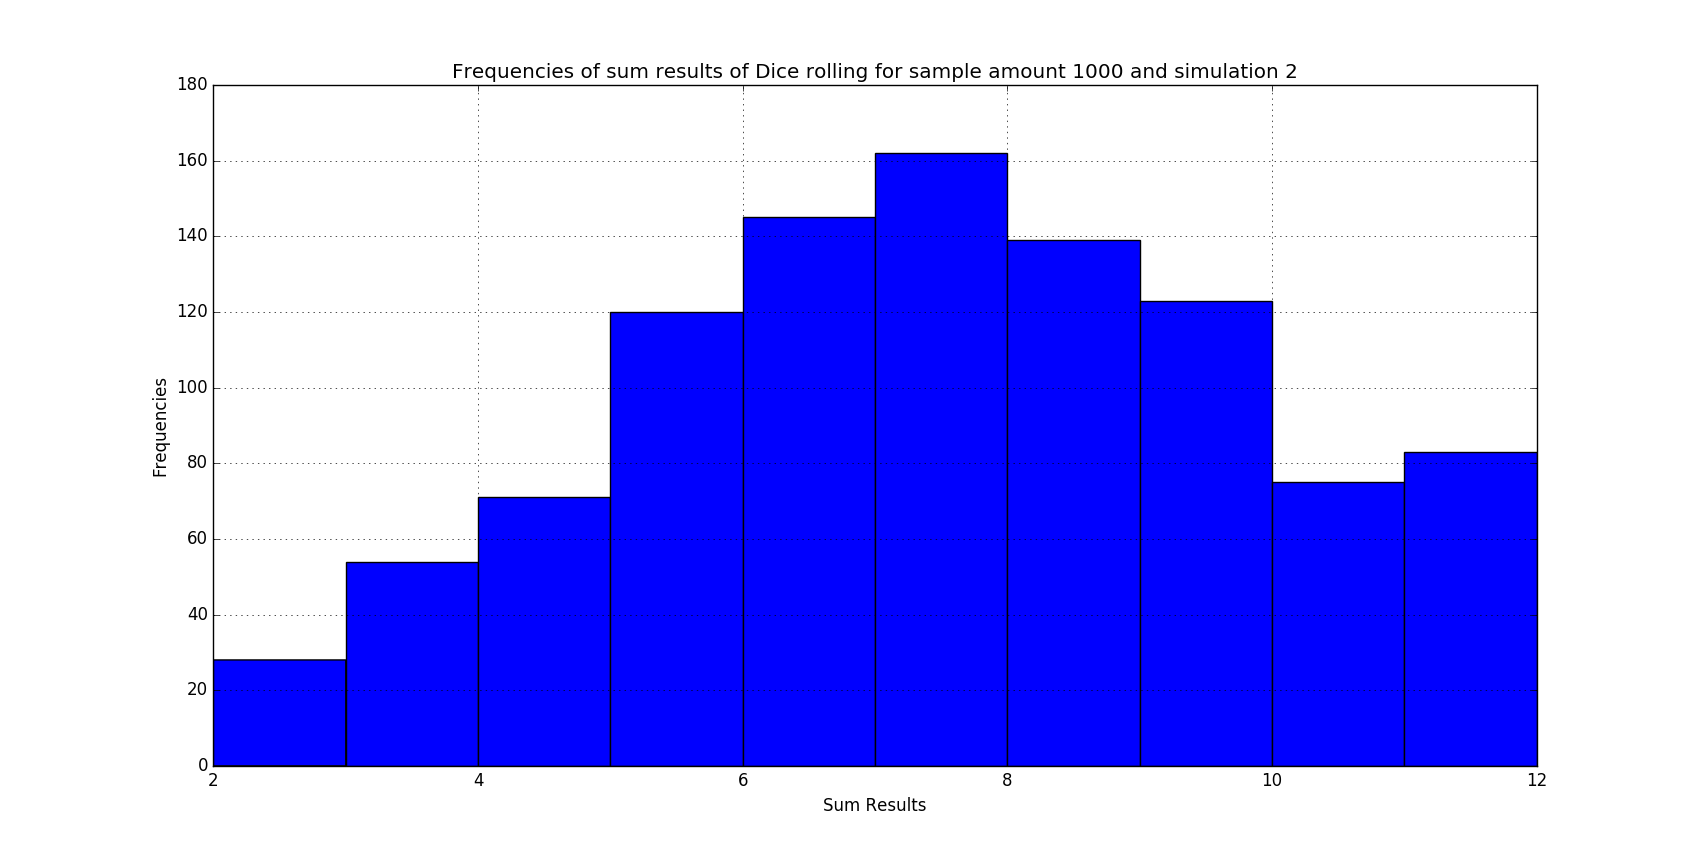 Frequencies of sum results of Dice rolling for sample amount 1000 and simulation 2
180
160
140
120
100
80
60
40
20
0
Frequencies
2 4 6 8 10 12
Sum Results